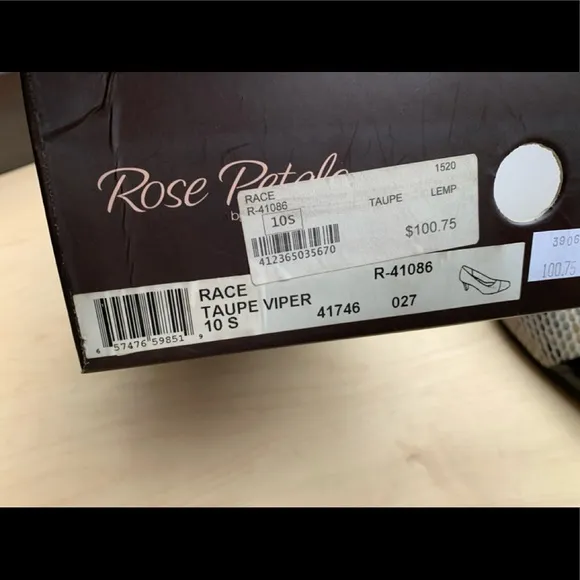 Rose Petals
RACE 1520
R-41086 TAUPE LEMP
10S
$100.75
412365035670
3906
100.75
RACE R-41086
TAUPE VIPER 41746 027
10 S
6 57476 59851 9